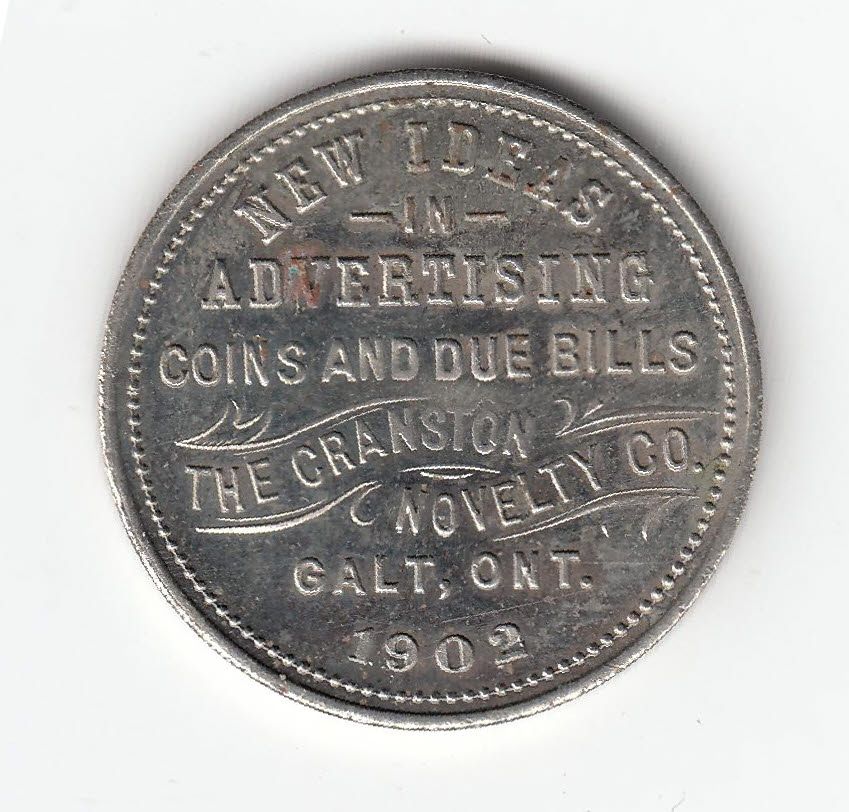 NEW IDEAS
—IN—
ADVERTISING
COINS AND DUE BILLS
THE CRANSTON
NOVELTY CO.
GALT, ONT.
1902